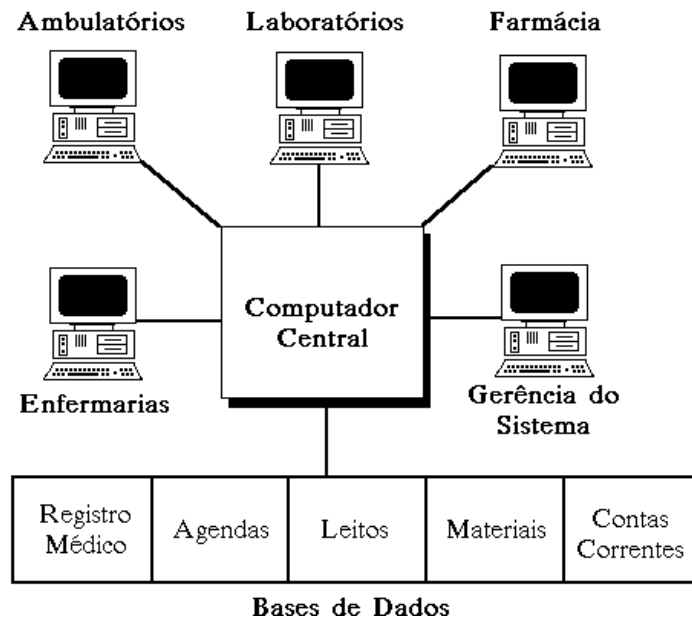 Ambulatórios
Laboratórios
Farmácia
Computador
Central
Enfermarias
Gerência do
Sistema
Registro
Médico
Agendas
Leitos
Materiais
Contas
Correntes
Bases de Dados